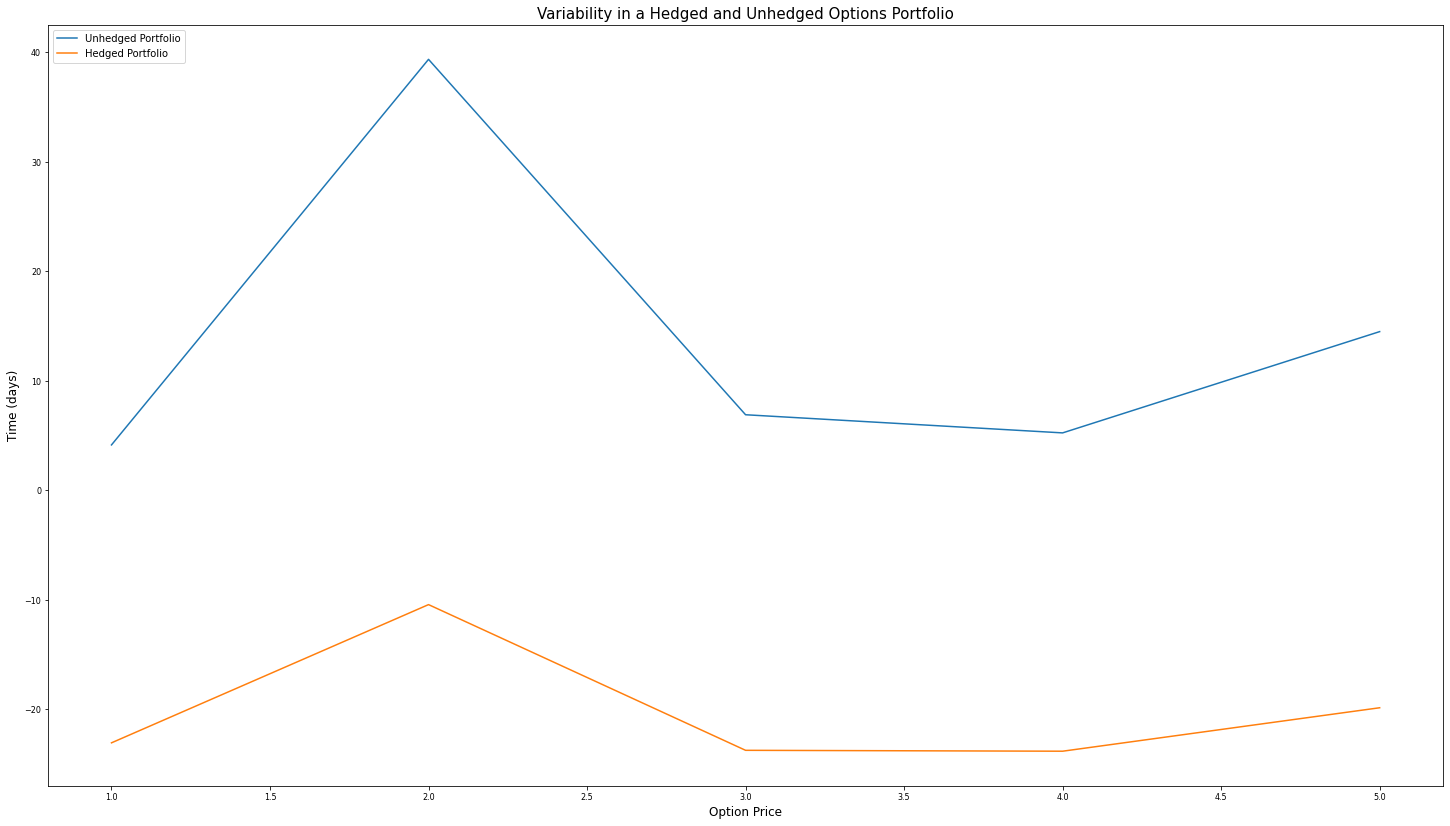 Variability in a Hedged and Unhedged Options Portfolio
Unhedged Portfolio
Hedged Portfolio
40
30
20
10
0
−10
−20
Time (days)
1.0 1.5 2.0 2.5 3.0 3.5 4.0 4.5 5.0
Option Price